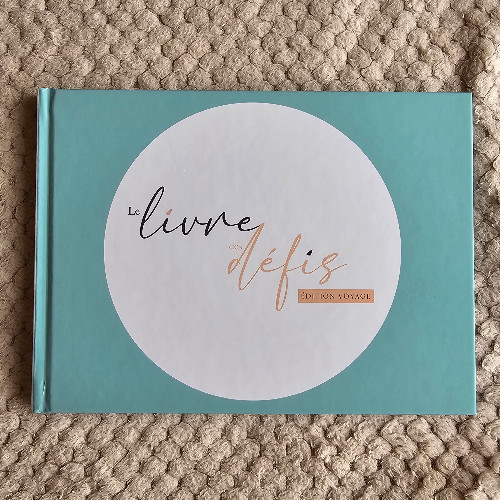 Le livre
des défis
ÉDITION VOYAGE